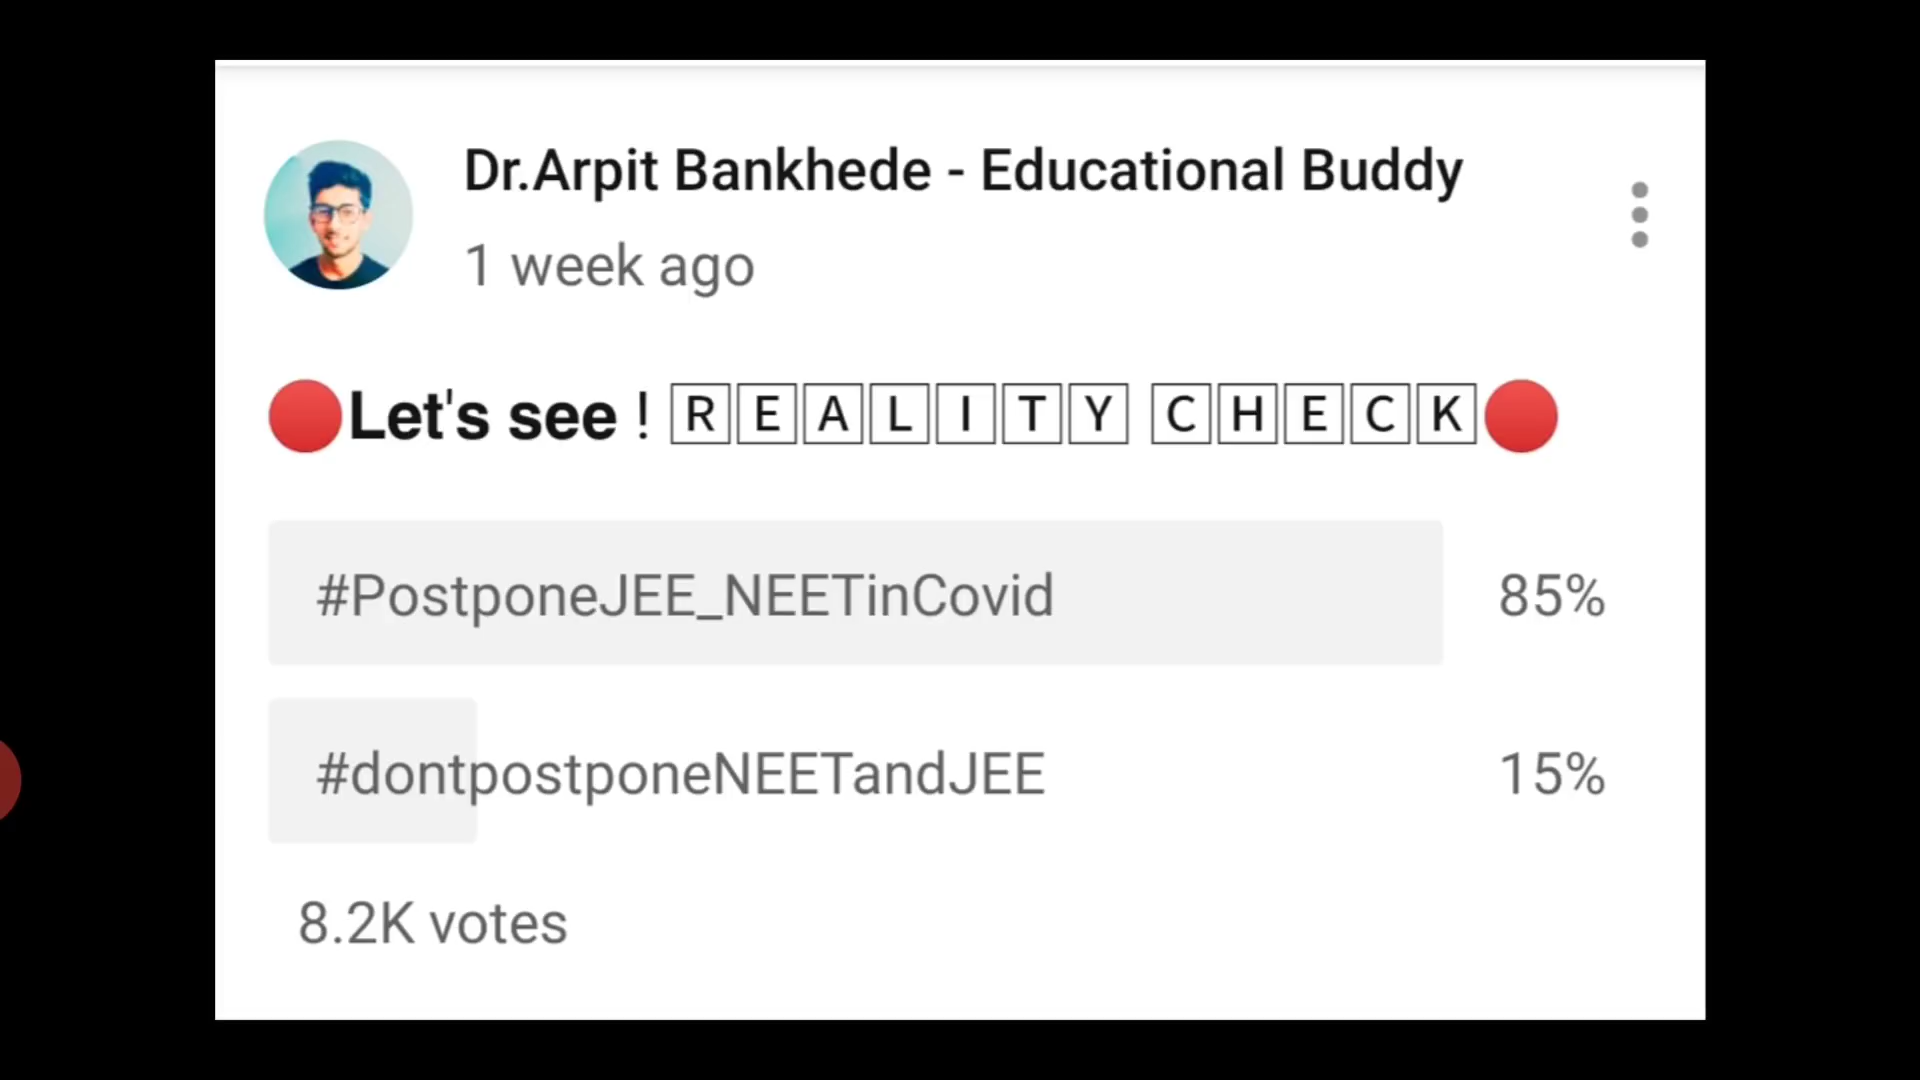 Dr.Arpit Bankhede - Educational Buddy
1 week ago
🔴Let's see ! 🅁🄴🄰🄻🄸🅃🅈 🄲🄷🄴🄲🄺🔴
#PostponeJEE_NEETinCovid 85%
#dontpostponeNEETandJEE 15%
8.2K votes